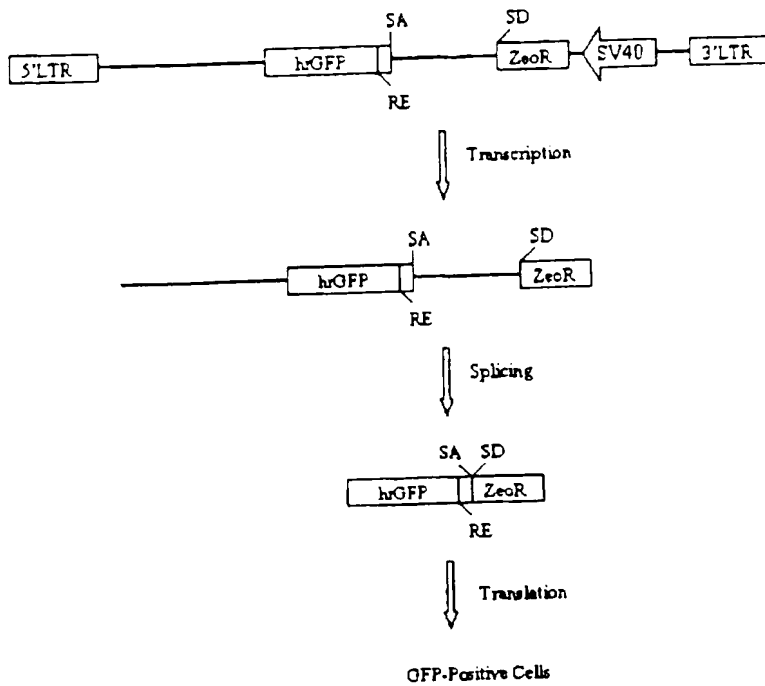 SA SD
5'LTR hrGFP ZeoR SV40 3'LTR
RE
Transcription
SA SD
hrGFP ZeoR
RE
Splicing
SA SD
hrGFP ZeoR
RE
Translation
GFP-Positive Cells